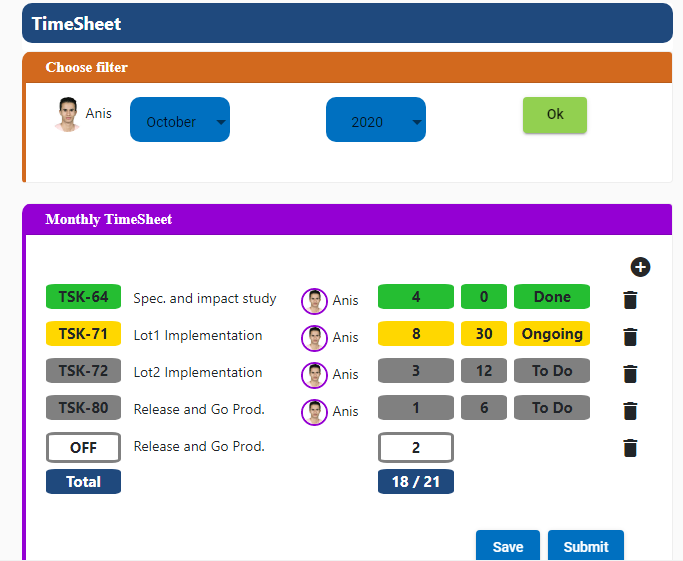 TimeSheet
Choose filter
Anis October 2020 Ok
Monthly TimeSheet
TSK-64 Spec. and impact study Anis 4 0 Done
TSK-71 Lot1 Implementation Anis 8 30 Ongoing
TSK-72 Lot2 Implementation Anis 3 12 To Do
TSK-80 Release and Go Prod. Anis 1 6 To Do
OFF Release and Go Prod. 2
Total 18 / 21
Save Submit